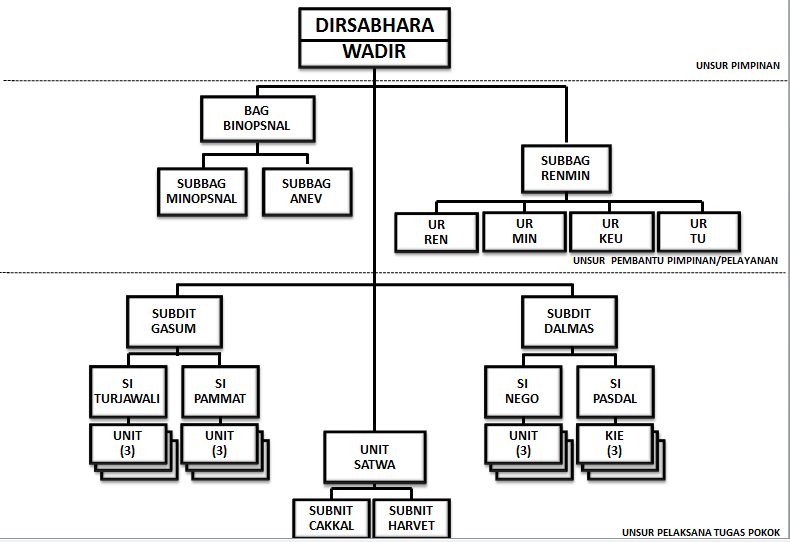 DIRSABHARA
WADIR
UNSUR PIMPINAN
BAG
BINOPSNAL
SUBBAG
MINOPSNAL
SUBBAG
ANEV
SUBBAG
RENMIN
UR
REN
UR
MIN
UR
KEU
UR
TU
UNSUR PEMBANTU PIMPINAN/PELAYANAN
SUBDIT
GASUM
SUBDIT
DALMAS
SI
TURJAWALI
SI
PAMMAT
SI
NEGO
SI
PASDAL
UNIT
(3)
UNIT
(3)
UNIT
(3)
KIE
(3)
UNIT
SATWA
SUBNIT
CAKKAL
SUBNIT
HARVET
UNSUR PELAKSANA TUGAS POKOK